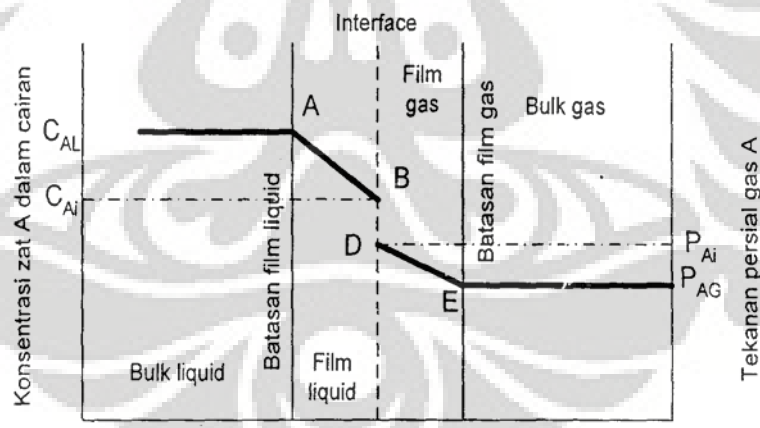 Interface
Film
gas
Bulk gas
Batasan film gas
A
C_AL
B
C_Ai
D
P_Ai
E
P_AG
Konsentrasi zat A dalam cairan
Batasan film liquid
Tekanan persial gas A
Bulk liquid
Film
liquid